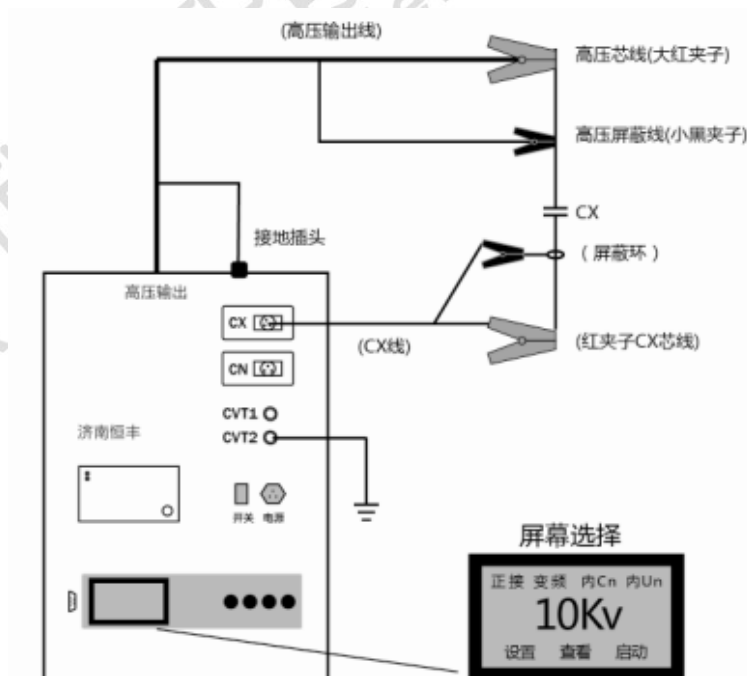 (高压输出线)
高压芯线(大红夹子)
高压屏蔽线(小黑夹子)
CX
接地插头
(屏蔽环)
高压输出
CX
(CX线)
(红夹子CX芯线)
CN
CVT1
济南恒丰
CVT2
开关 电源
屏幕选择
正接 变频 内Cn 内Un
10Kv
设置 查看 启动